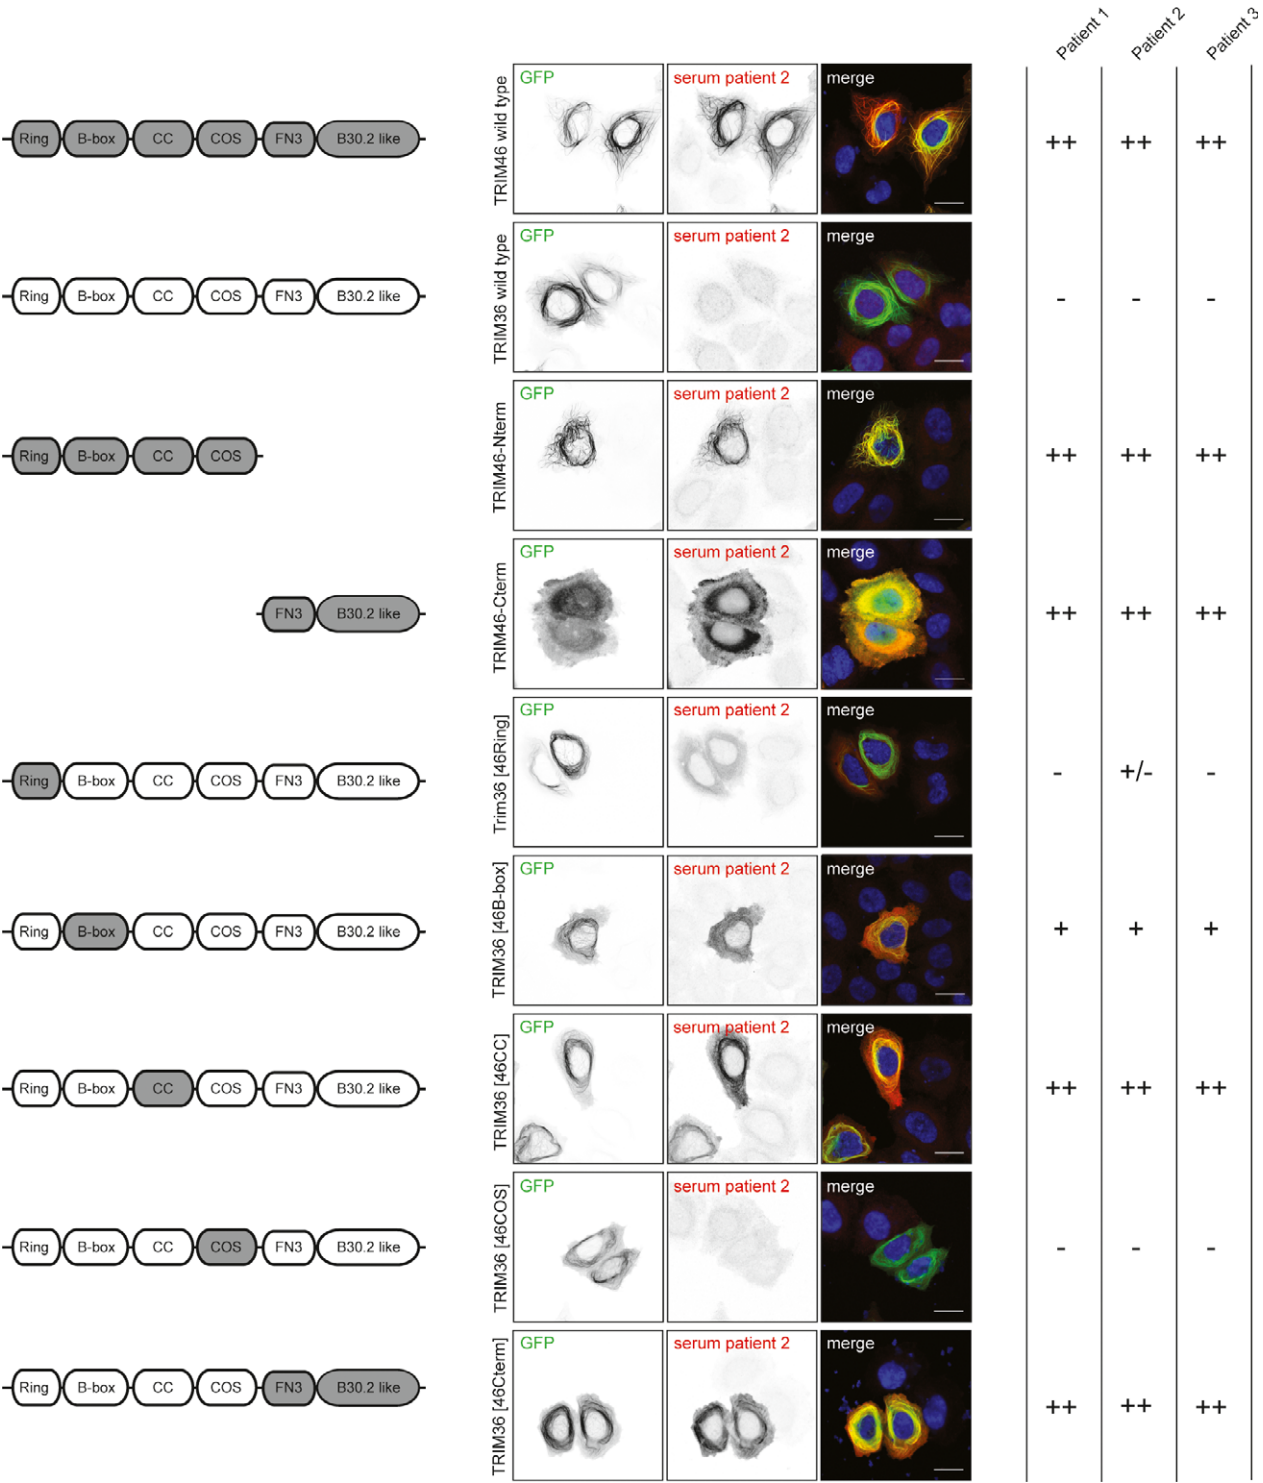 Patient 1 Patient 2 Patient 3
Ring B-box CC COS FN3 B30.2 like TRIM46 wild type GFP serum patient 2 merge ++ ++ ++
Ring B-box CC COS FN3 B30.2 like TRIM36 wild type GFP serum patient 2 merge - - -
Ring B-box CC COS TRIM46-Nterm GFP serum patient 2 merge ++ ++ ++
FN3 B30.2 like TRIM46-Cterm GFP serum patient 2 merge ++ ++ ++
Ring B-box CC COS FN3 B30.2 like Trim36 [46Ring] GFP serum patient 2 merge - +/- -
Ring B-box CC COS FN3 B30.2 like TRIM36 [46B-box] GFP serum patient 2 merge + + +
Ring B-box CC COS FN3 B30.2 like TRIM36 [46CC] GFP serum patient 2 merge ++ ++ ++
Ring B-box CC COS FN3 B30.2 like TRIM36 [46COS] GFP serum patient 2 merge - - -
Ring B-box CC COS FN3 B30.2 like TRIM36 [46Cterm] GFP serum patient 2 merge ++ ++ ++